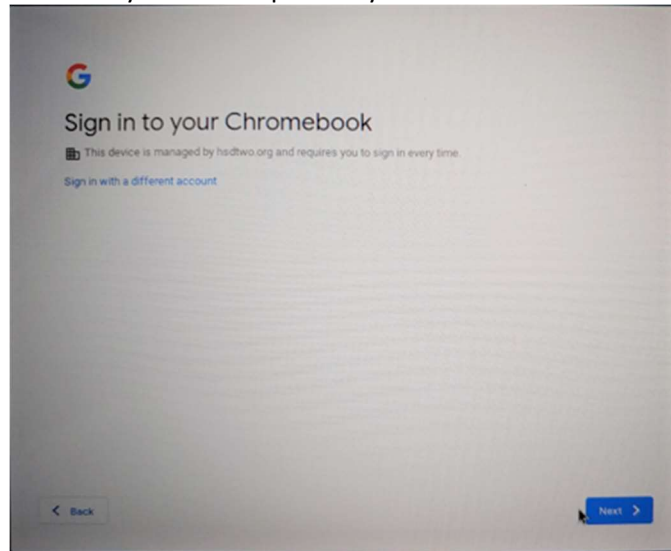 G
Sign in to your Chromebook
This device is managed by hsdtwo.org and requires you to sign in every time.
Sign in with a different account
Back
Next